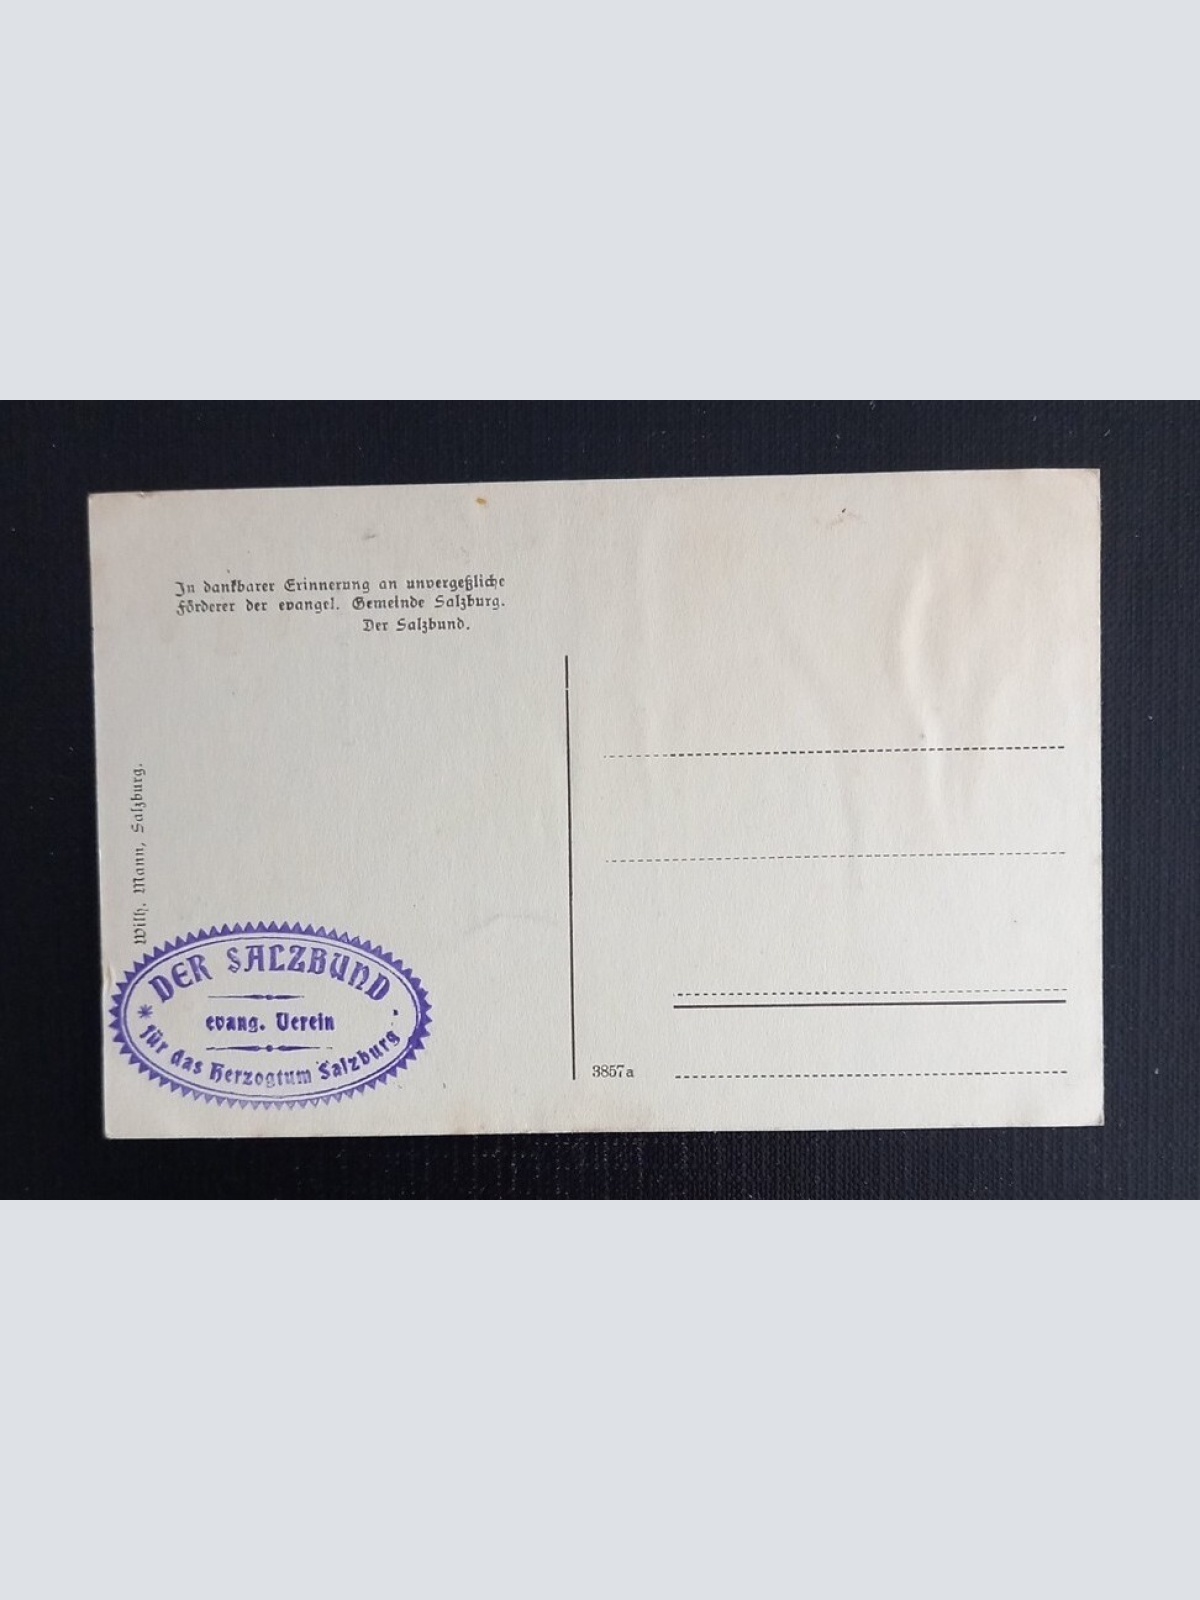 In dankbarer Erinnerung an unvergeßliche
Förderer der evangel. Gemeinde Salzburg.
Der Salzbund.
Wilh. Mann, Salzburg.
DER SALZBUND
evang. Verein
* für das Herzogtum Salzburg.
3857a